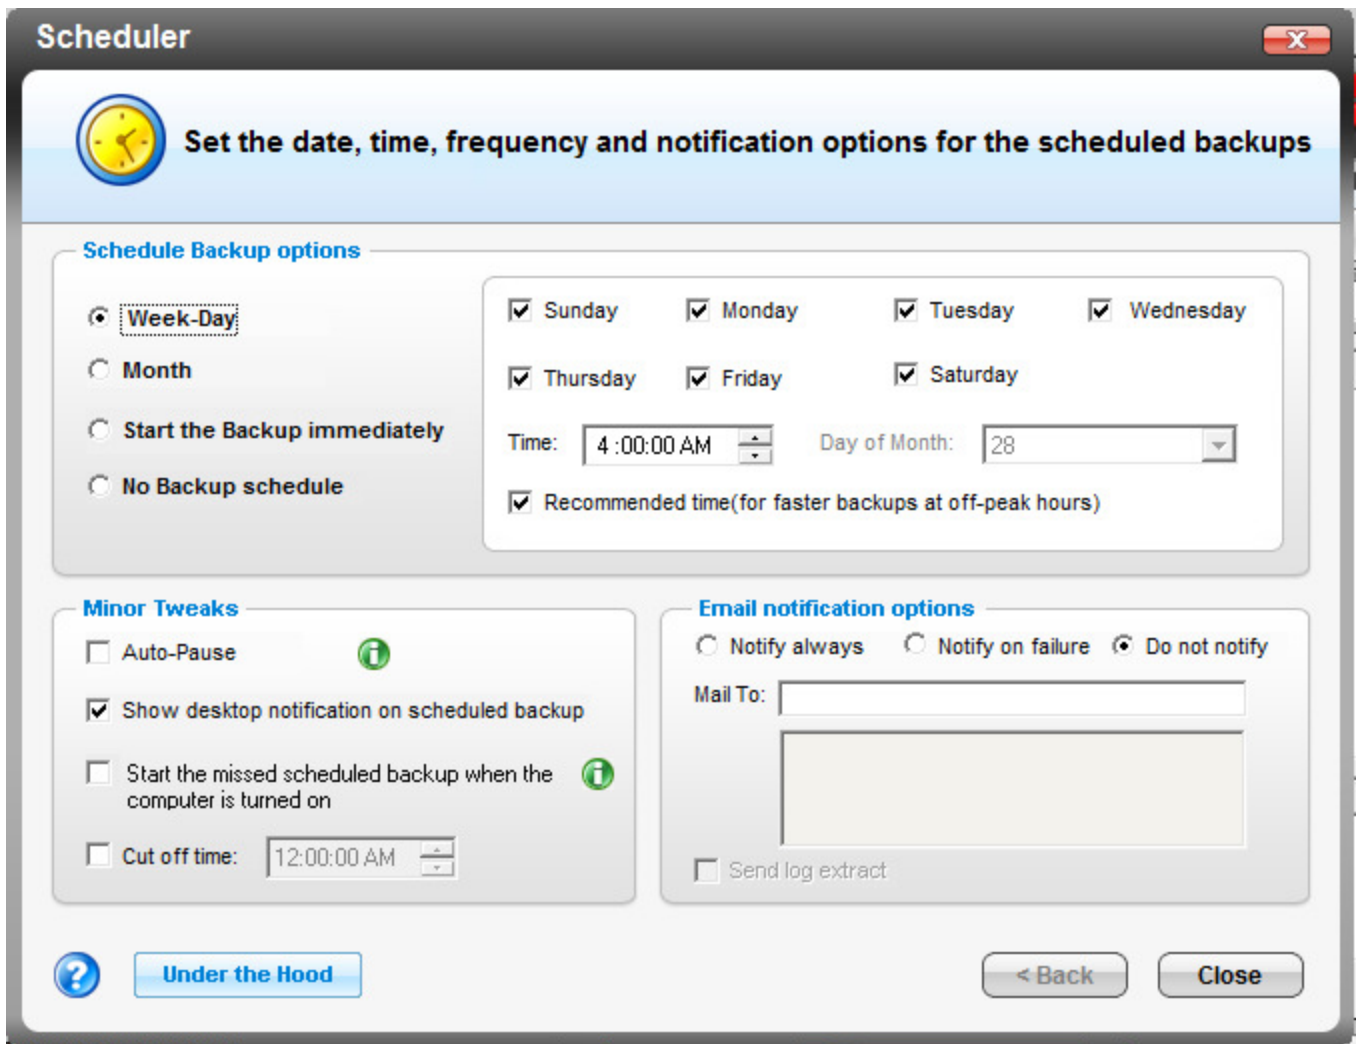 Scheduler
X
Set the date, time, frequency and notification options for the scheduled backups
Schedule Backup options
Week-Day
Month
Start the Backup immediately
No Backup schedule
Sunday Monday Tuesday Wednesday
Thursday Friday Saturday
Time: 4 :00:00 AM Day of Month: 28
Recommended time(for faster backups at off-peak hours)
Minor Tweaks
Auto-Pause
Show desktop notification on scheduled backup
Start the missed scheduled backup when the
computer is turned on
Cut off time: 12:00:00 AM
Email notification options
Notify always Notify on failure Do not notify
Mail To:
Send log extract
? Under the Hood < Back Close